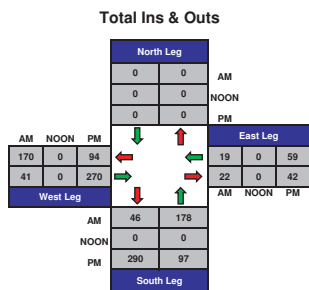 Total Ins & Outs
North Leg
0 0 AM
0 0 NOON
0 0 PM
AM NOON PM East Leg
170 0 94 19 0 59
41 0 270 22 0 42
West Leg AM NOON PM
AM 46 178
NOON 0 0
PM 290 97
South Leg